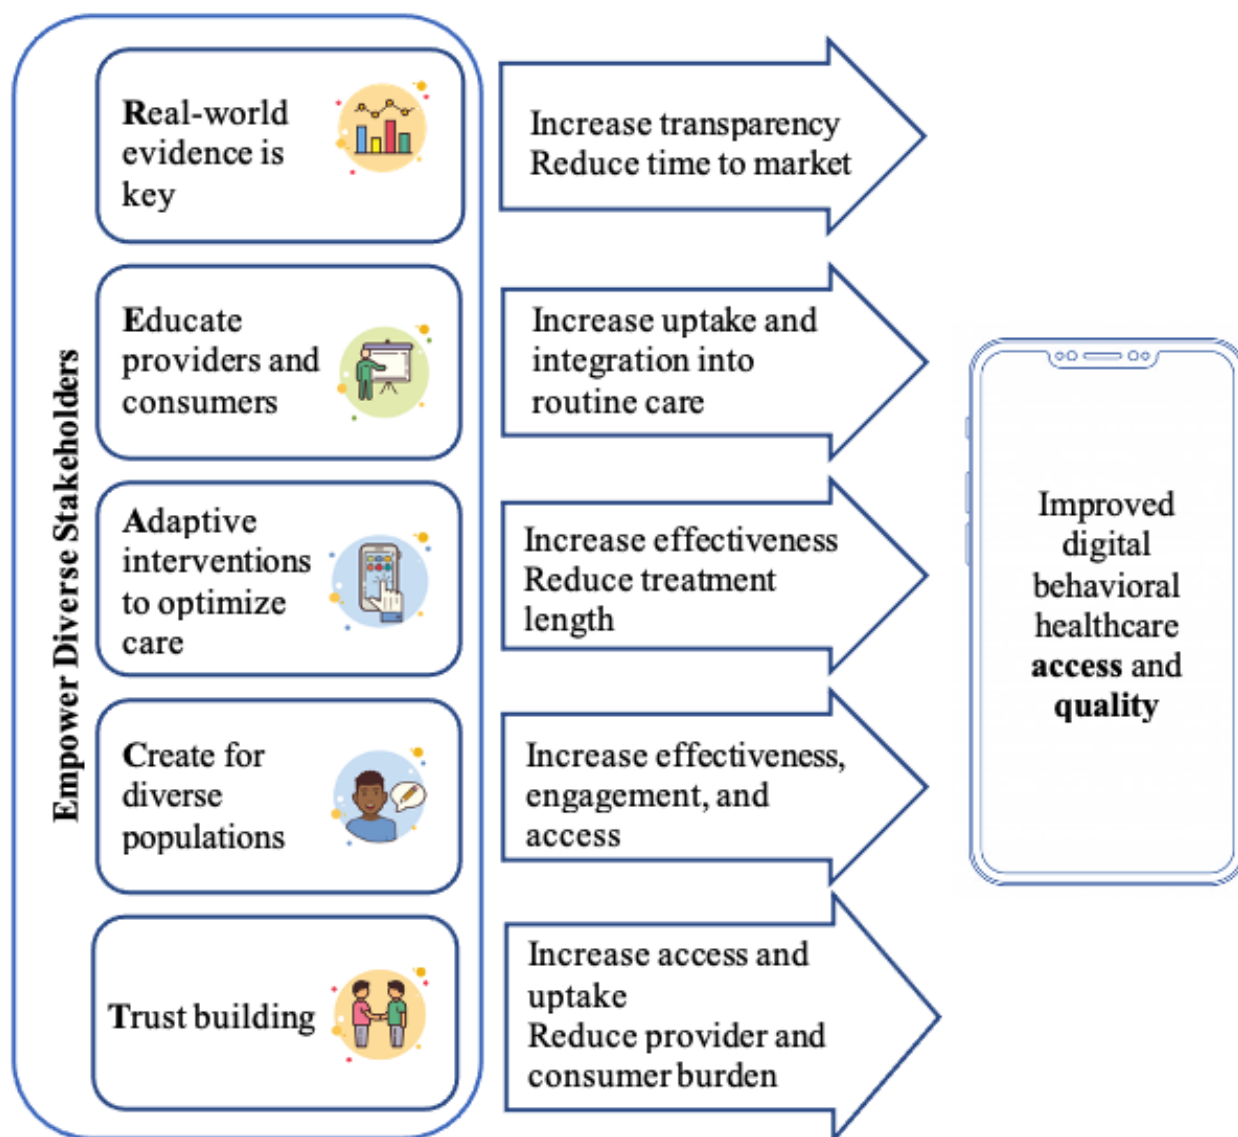 Empower Diverse Stakeholders
Real-world
evidence is
key
Increase transparency
Reduce time to market
Educate
providers and
consumers
Increase uptake and
integration into
routine care
Adaptive
interventions
to optimize
care
Increase effectiveness
Reduce treatment
length
Create for
diverse
populations
Increase effectiveness,
engagement, and
access
Trust building
Increase access and
uptake
Reduce provider and
consumer burden
Improved
digital
behavioral
healthcare
access and
quality